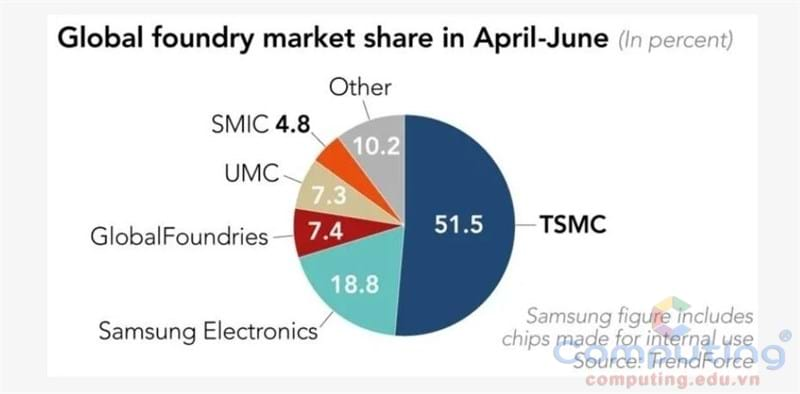 Global foundry market share in April-June (In percent)
Other
SMIC 4.8
10.2
UMC
7.3
51.5
TSMC
GlobalFoundries
7.4
18.8
Samsung Electronics
Samsung figure includes
chips made for internal use
Source: TrendForce
Computing®
computing.edu.vn